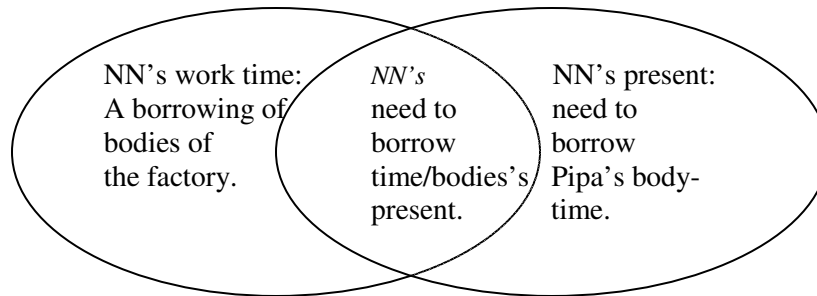 NN's work time:
A borrowing of
bodies of
the factory.
NN's
need to
borrow
time/bodies's
present.
NN's present:
need to
borrow
Pipa's body-
time.